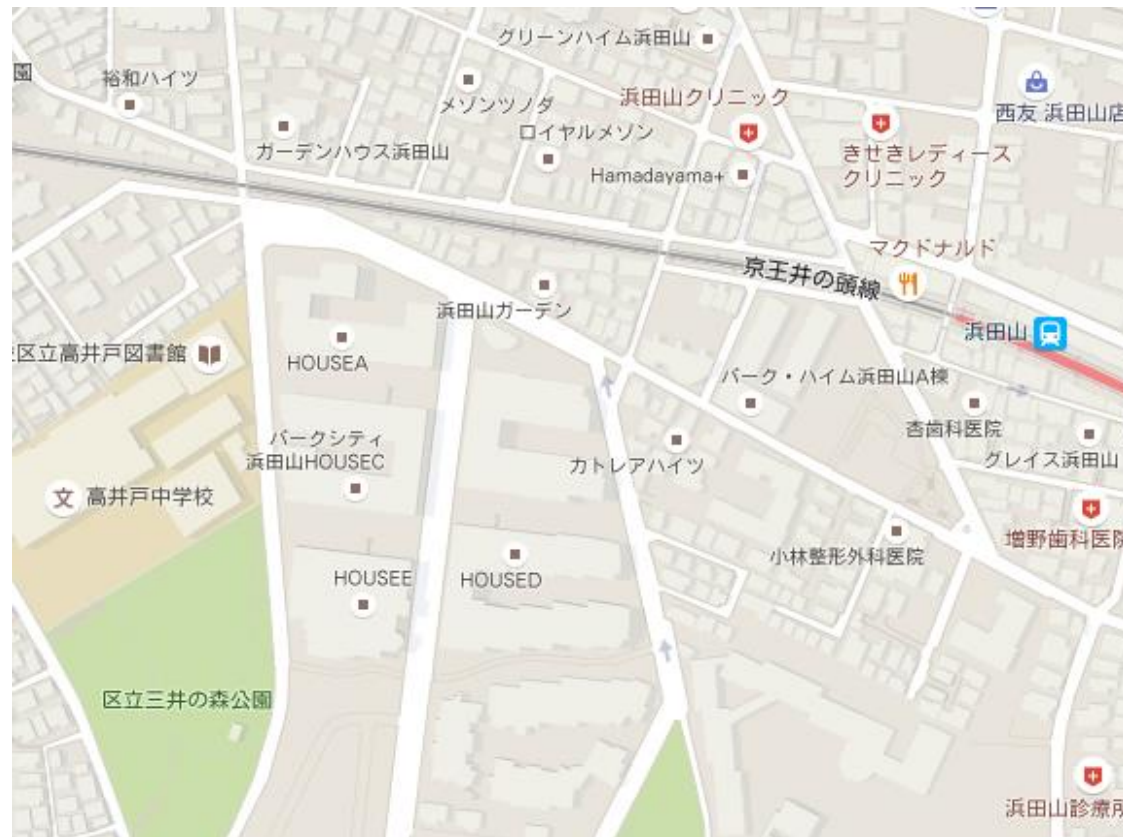 グリーンハイム浜田山
園
裕和ハイツ
メゾンツノダ
浜田山クリニック
西友 浜田山店
ロイヤルメゾン
ガーデンハウス浜田山
きせきレディース
クリニック
Hamadayama+
マクドナルド
京王井の頭線
浜田山ガーデン
浜田山
区立高井戸図書館
HOUSEA
パーク・ハイム浜田山A棟
杏歯科医院
パークシティ
浜田山HOUSEC
カトレアハイツ
グレイス浜田山
文
高井戸中学校
増野歯科医院
小林整形外科医院
HOUSEE
HOUSED
区立三井の森公園
浜田山診療所